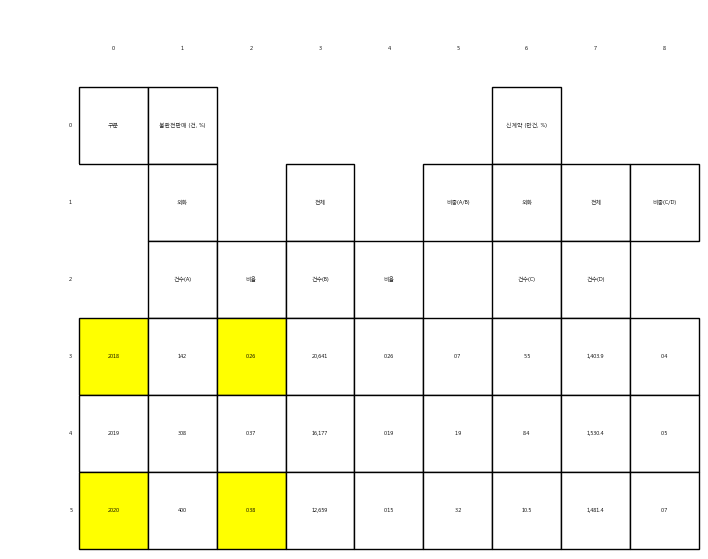 0 1 2 3 4 5 6 7 8
0 구분 불완전판매 (건, %) 신계약 (만건, %)
1 외화 전체 비중(A/B) 외화 전체 비중(C/D)
2 건수(A) 비율 건수(B) 비율 건수(C) 건수(D)
3 2018 142 0.26 20,641 0.26 0.7 5.5 1,403.9 0.4
4 2019 308 0.37 16,177 0.19 1.9 8.4 1,530.4 0.5
5 2020 400 0.38 12,659 0.15 3.2 10.5 1,481.4 0.7